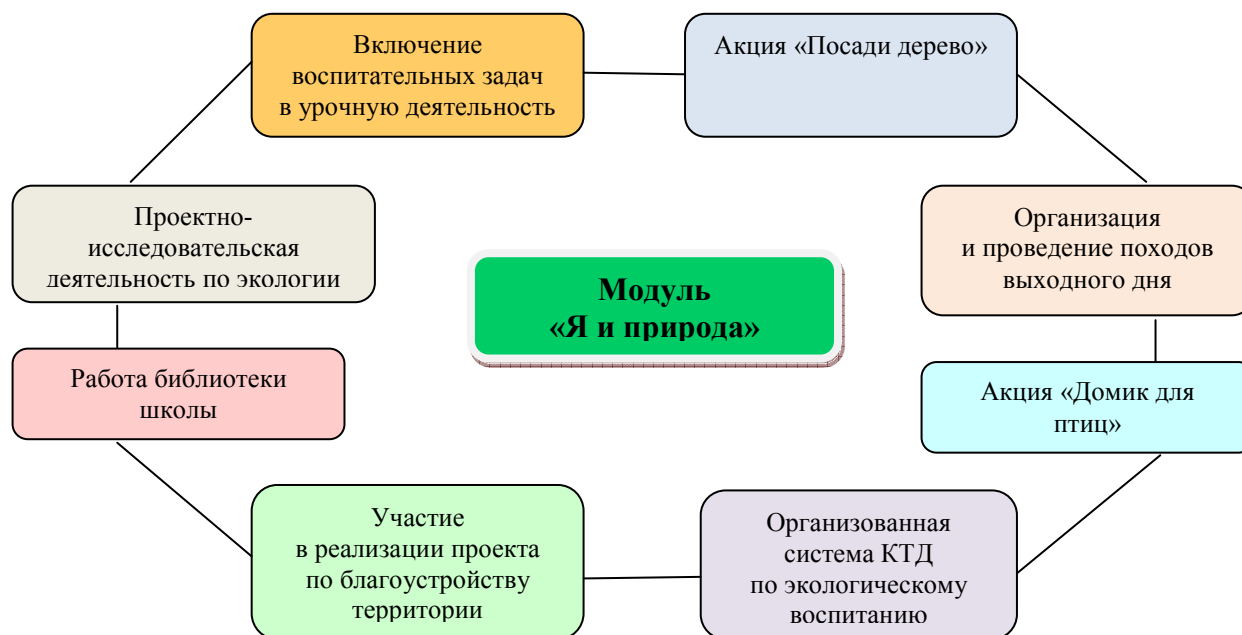 Включение
воспитательных задач
в урочную деятельность
Акция «Посади дерево»
Проектно-
исследовательская
деятельность по экологии
Организация
и проведение походов
выходного дня
Модуль
«Я и природа»
Работа библиотеки
школы
Акция «Домик для
птиц»
Участие
в реализации проекта
по благоустройству
территории
Организованная
система КТД
по экологическому
воспитанию